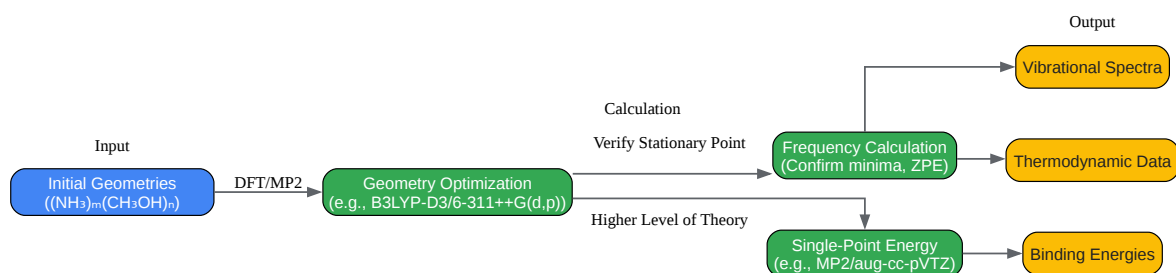 Output
Vibrational Spectra
Calculation
Verify Stationary Point
Input
Frequency Calculation
(Confirm minima, ZPE)
Thermodynamic Data
Initial Geometries
((NH₃)ₘ(CH₃OH)ₙ)
DFT/MP2
Geometry Optimization
(e.g., B3LYP-D3/6-311++G(d,p))
Higher Level of Theory
Single-Point Energy
(e.g., MP2/aug-cc-pVTZ)
Binding Energies